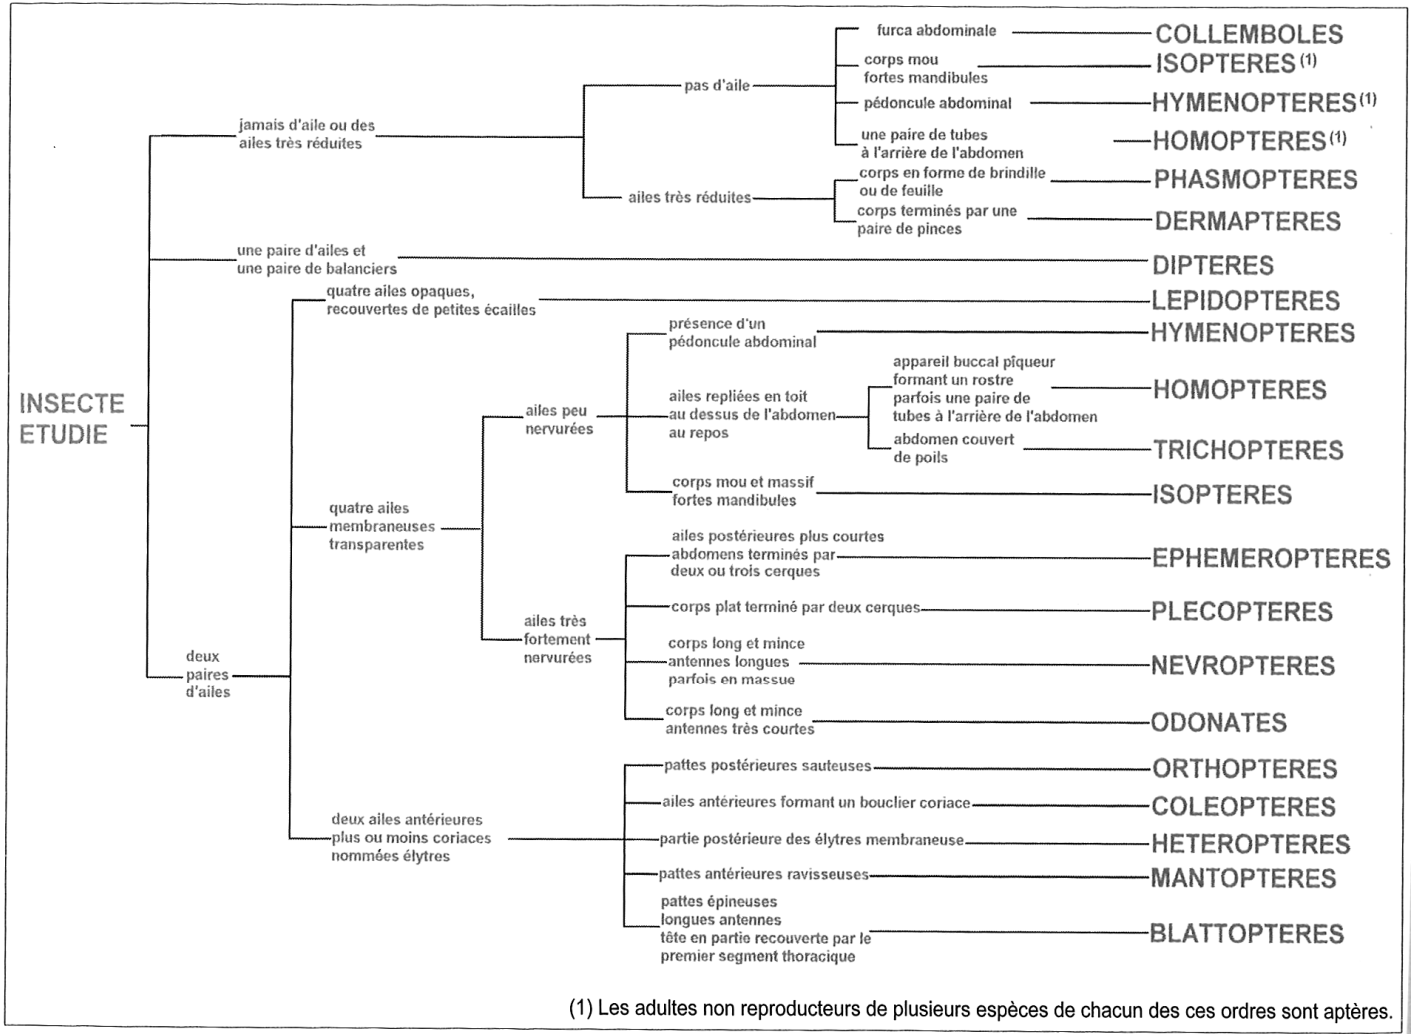 furca abdominale
COLLEMBOLES
corps mou
fortes mandibules
ISOPTERES (1)
pas d'aile
pédoncule abdominal
HYMENOPTERES (1)
jamais d'aile ou des
ailes très réduites
une paire de tubes
à l'arrière de l'abdomen
HOMOPTERES (1)
corps en forme de brindille
ou de feuille
PHASMOPTERES
ailes très réduites
corps terminés par une
paire de pinces
DERMAPTERES
une paire d'ailes et
une paire de balanciers
DIPTERES
quatre ailes opaques,
recouvertes de petites écailles
LEPIDOPTERES
présence d'un
pédoncule abdominal
HYMENOPTERES
INSECTE
ETUDIE
ailes peu
nervurées
ailes repliées en toit
au dessus de l'abdomen
au repos
appareil buccal pîqueur
formant un rostre
parfois une paire de
tubes à l'arrière de l'abdomen
HOMOPTERES
abdomen couvert
de poils
TRICHOPTERES
corps mou et massif
fortes mandibules
ISOPTERES
quatre ailes
membraneuses
transparentes
ailes postérieures plus courtes
abdomens terminés par
deux ou trois cerques
EPHEMEROPTERES
corps plat terminé par deux cerques
PLECOPTERES
ailes très
fortement
nervurées
corps long et mince
antennes longues
parfois en massue
NEVROPTERES
deux
paires
d'ailes
corps long et mince
antennes très courtes
ODONATES
pattes postérieures sauteuses
ORTHOPTERES
ailes antérieures formant un bouclier coriace
COLEOPTERES
deux ailes antérieures
plus ou moins coriaces
nommées élytres
partie postérieure des élytres membraneuse
HETEROPTERES
pattes antérieures ravisseuses
MANTOPTERES
pattes épineuses
longues antennes
tête en partie recouverte par le
premier segment thoracique
BLATTOPTERES
(1) Les adultes non reproducteurs de plusieurs espèces de chacun des ces ordres sont aptères.